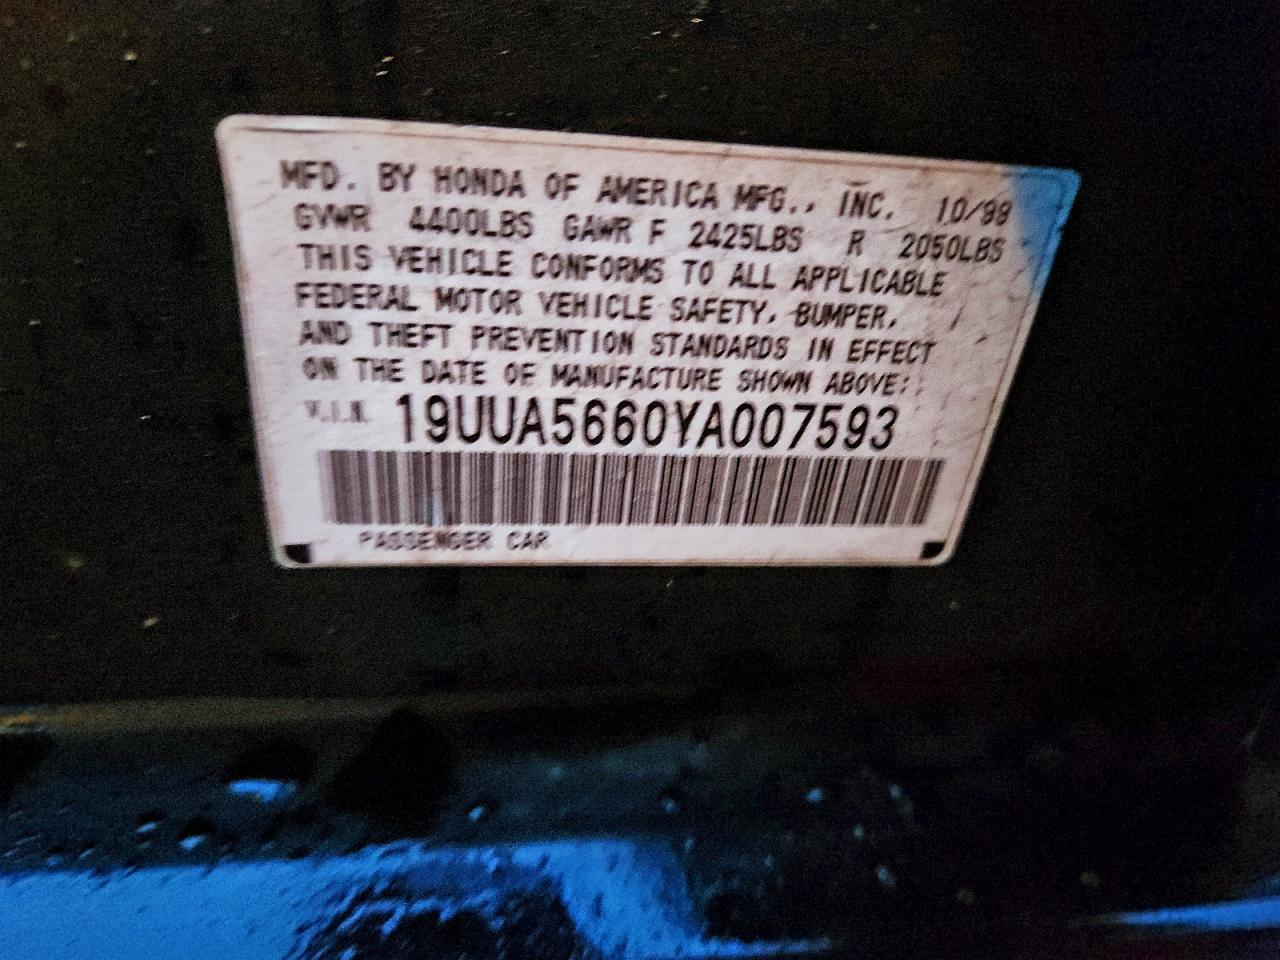 MFD. BY HONDA OF AMERICA MFG., INC. 10/99
GVWR 4400LBS GAWR F 2425LBS R 2050LBS
THIS VEHICLE CONFORMS TO ALL APPLICABLE
FEDERAL MOTOR VEHICLE SAFETY, BUMPER,
AND THEFT PREVENTION STANDARDS IN EFFECT
ON THE DATE OF MANUFACTURE SHOWN ABOVE:
V.I.N. 19UUA5660YA007593
PASSENGER CAR